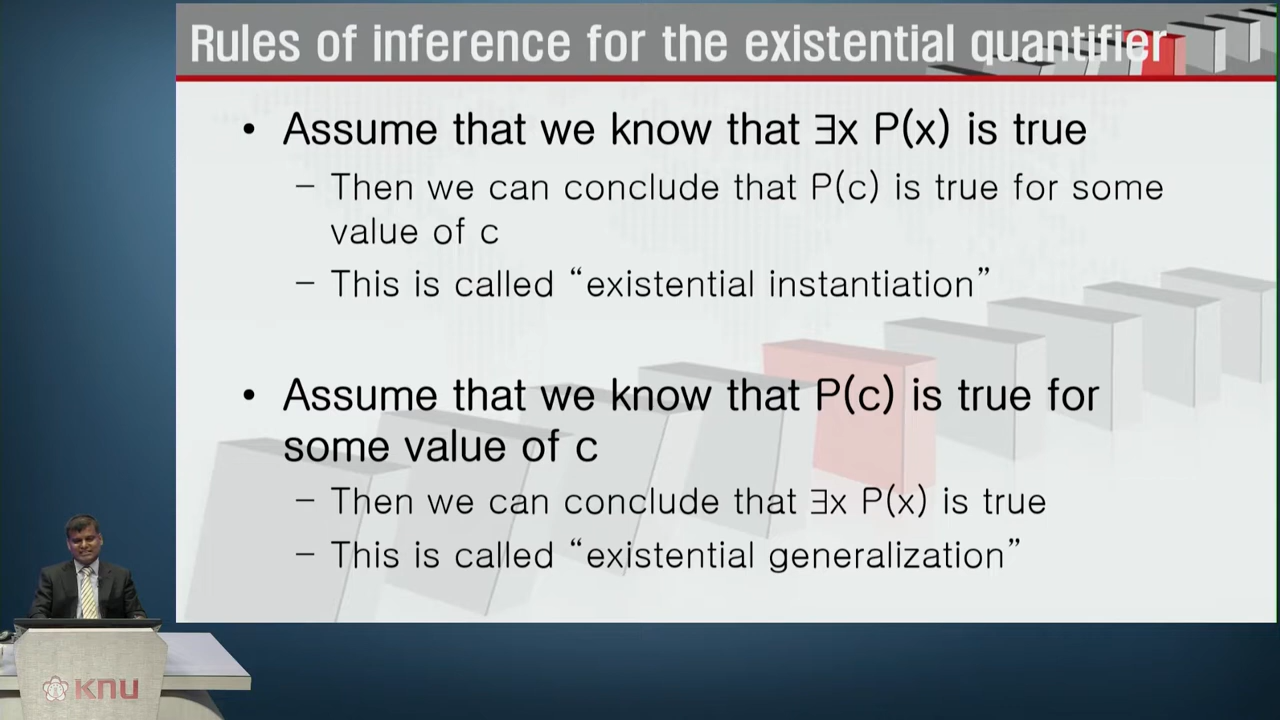 Rules of inference for the existential quantifier
• Assume that we know that ∃x P(x) is true
– Then we can conclude that P(c) is true for some
value of c
– This is called “existential instantiation”
• Assume that we know that P(c) is true for
some value of c
– Then we can conclude that ∃x P(x) is true
– This is called “existential generalization”
KNU